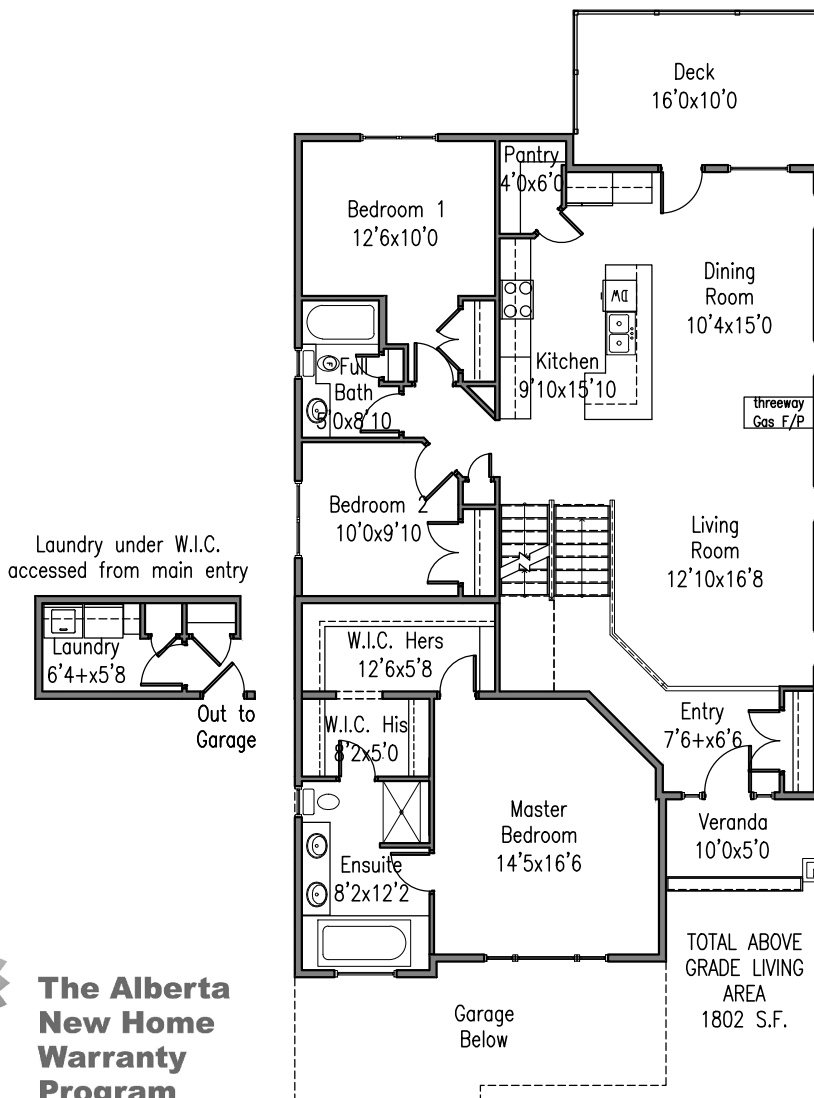 Deck
16'0x10'0
Pantry
4'0x6'0
Bedroom 1
12'6x10'0
Dining
Room
10'4x15'0
DW
Kitchen
9'10x15'10
Full
Bath
5'0x8'10
threeway
Gas F/P
Bedroom 2
10'0x9'10
Living
Room
12'10x16'8
Laundry under W.I.C.
accessed from main entry
Laundry
6'4+x5'8
Out to
Garage
W.I.C. Hers
12'6x5'8
W.I.C. His
8'2x5'0
Entry
7'6+x6'6
Master
Bedroom
14'5x16'6
Veranda
10'0x5'0
Ensuite
8'2x12'2
TOTAL ABOVE
GRADE LIVING
AREA
1802 S.F.
Garage
Below
The Alberta
New Home
Warranty
Program